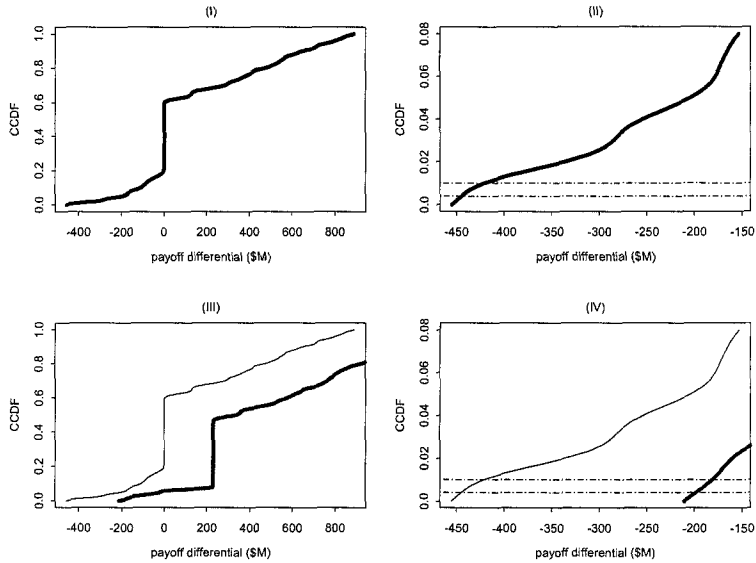 (I)
CCDF
0.0 0.2 0.4 0.6 0.8 1.0
-400 -200 0 200 400 600 800
payoff differential ($M)
(II)
CCDF
0.0 0.02 0.04 0.06 0.08
-450 -400 -350 -300 -250 -200 -150
payoff differential ($M)
(III)
CCDF
0.0 0.2 0.4 0.6 0.8 1.0
-400 -200 0 200 400 600 800
payoff differential ($M)
(IV)
CCDF
0.0 0.02 0.04 0.06 0.08
-450 -400 -350 -300 -250 -200 -150
payoff differential ($M)